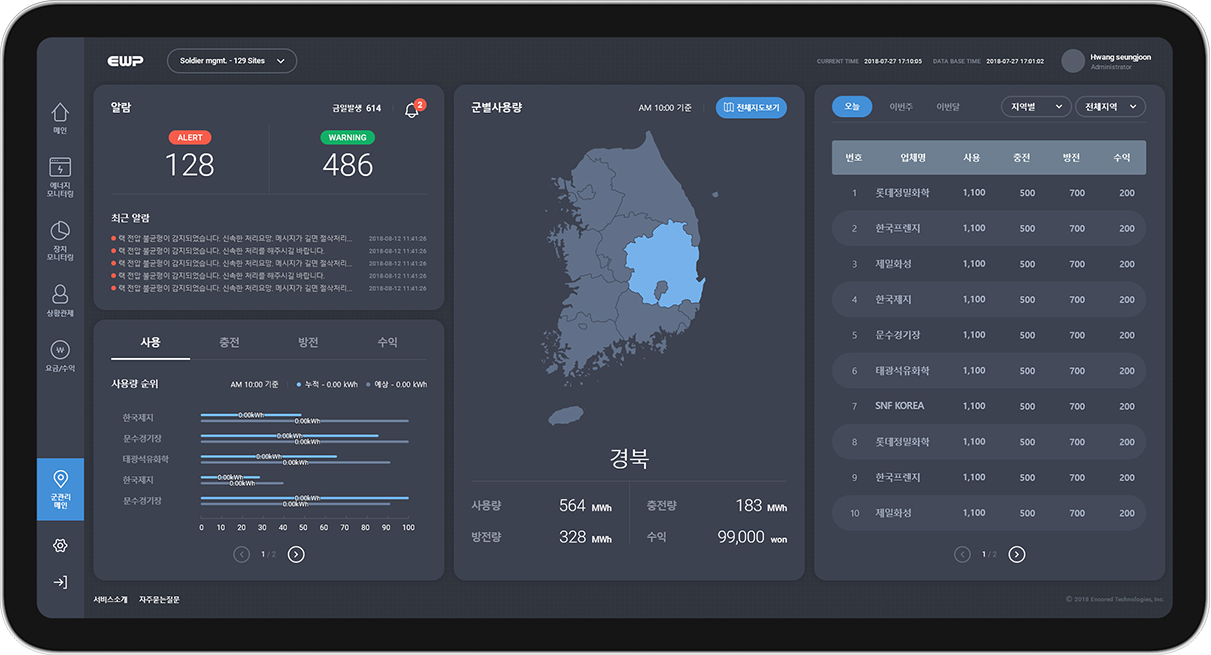 EWP
Soldier mgmt. - 129 Sites
CURRENT TIME 2018-07-27 17:10:05 DATA BASE TIME 2018-07-27 17:01:02
Hwang seungjoon
Administrator
메인
에너지
모니터링
장치
모니터링
상황관제
₩
요금/수익
군관리
메인
알람
금일발생 614
2
ALERT
128
WARNING
486
최근 알람
랙 전압 불균형이 감지되었습니다. 신속한 처리요망. 메시지가 길면 절삭처리... 2018-08-12 11:41:26
랙 전압 불균형이 감지되었습니다. 신속한 처리를 해주시길 바랍니다. 2018-08-12 11:41:26
랙 전압 불균형이 감지되었습니다. 신속한 처리요망. 메시지가 길면 절삭처리... 2018-08-12 11:41:26
랙 전압 불균형이 감지되었습니다. 신속한 처리를 해주시길 바랍니다. 2018-08-12 11:41:26
랙 전압 불균형이 감지되었습니다. 신속한 처리요망. 메시지가 길면 절삭처리... 2018-08-12 11:41:26
사용 충전 방전 수익
사용량 순위
AM 10:00 기준 누적 - 0.00 kWh 예상 - 0.00 kWh
한국제지 0.00kWh 0.00kWh
문수경기장 0.00kWh 0.00kWh
태광석유화학 0.00kWh 0.00kWh
한국제지 0.00kWh 0.00kWh
문수경기장 0.00kWh 0.00kWh
0 10 20 30 40 50 60 70 80 90 100
1 / 2
군별사용량
AM 10:00 기준
전체지도보기
경북
사용량 564 MWh 충전량 183 MWh
방전량 328 MWh 수익 99,000 won
오늘 이번주 이번달 지역별 전체지역
번호 업체명 사용 충전 방전 수익
1 롯데정밀화학 1,100 500 700 200
2 한국프랜지 1,100 500 700 200
3 제일화성 1,100 500 700 200
4 한국제지 1,100 500 700 200
5 문수경기장 1,100 500 700 200
6 태광석유화학 1,100 500 700 200
7 SNF KOREA 1,100 500 700 200
8 롯데정밀화학 1,100 500 700 200
9 한국프랜지 1,100 500 700 200
10 제일화성 1,100 500 700 200
1 / 2
서비스소개 자주묻는질문
© 2018 Encored Technologies, Inc.